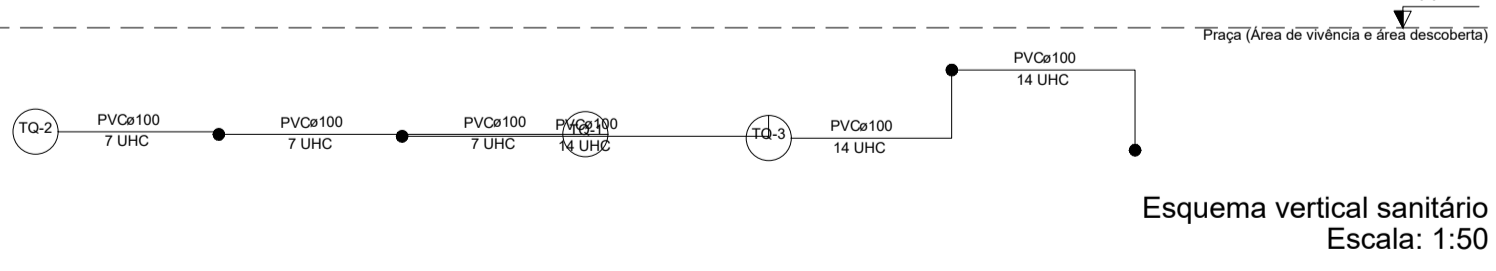 Praça (Área de vivência e área descoberta)
PVCø100
14 UHC
TQ-2
PVCø100
7 UHC
PVCø100
7 UHC
PVCø100
7 UHC
PVCø100
TQ-1
14 UHC
TQ-3
PVCø100
14 UHC
Esquema vertical sanitário
Escala: 1:50